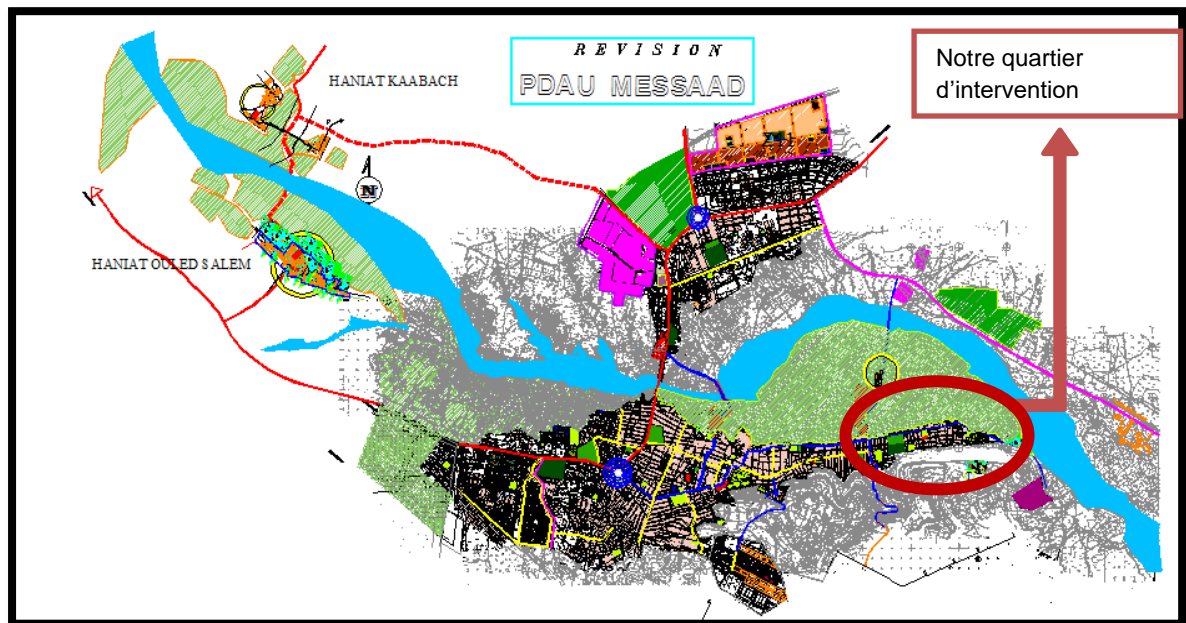 REVISION
PDAU MESSAAD
Notre quartier
d'intervention
HANIAT KAABACH
N
HANIAT OULED SALEM